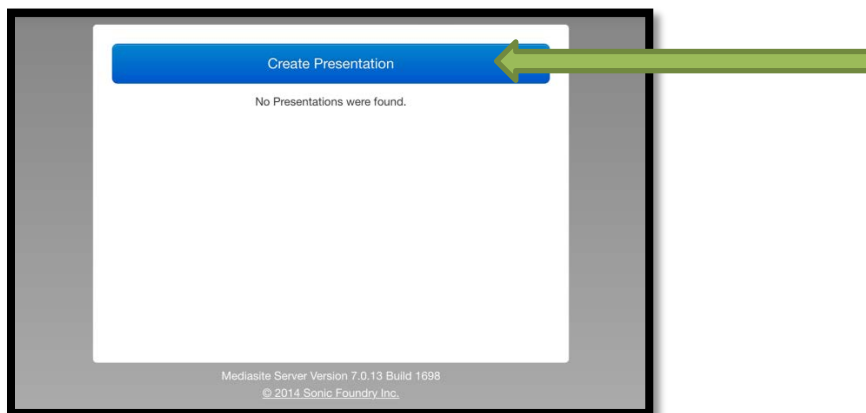 Create Presentation
No Presentations were found.
Mediasite Server Version 7.0.13 Build 1698
© 2014 Sonic Foundry Inc.